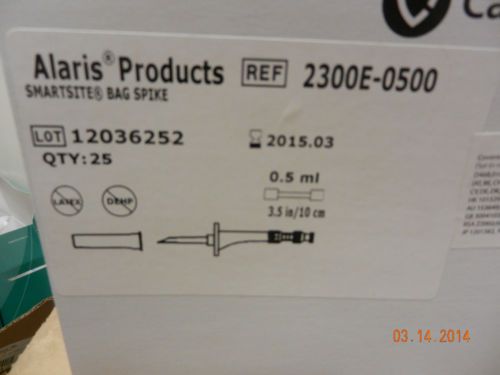 Ca
Alaris® Products REF 2300E-0500
SMARTSITE® BAG SPIKE
LOT 12036252 2015.03
QTY: 25
0.5 ml
LATEX DEHP 3.5 in/10 cm
03.14.2014